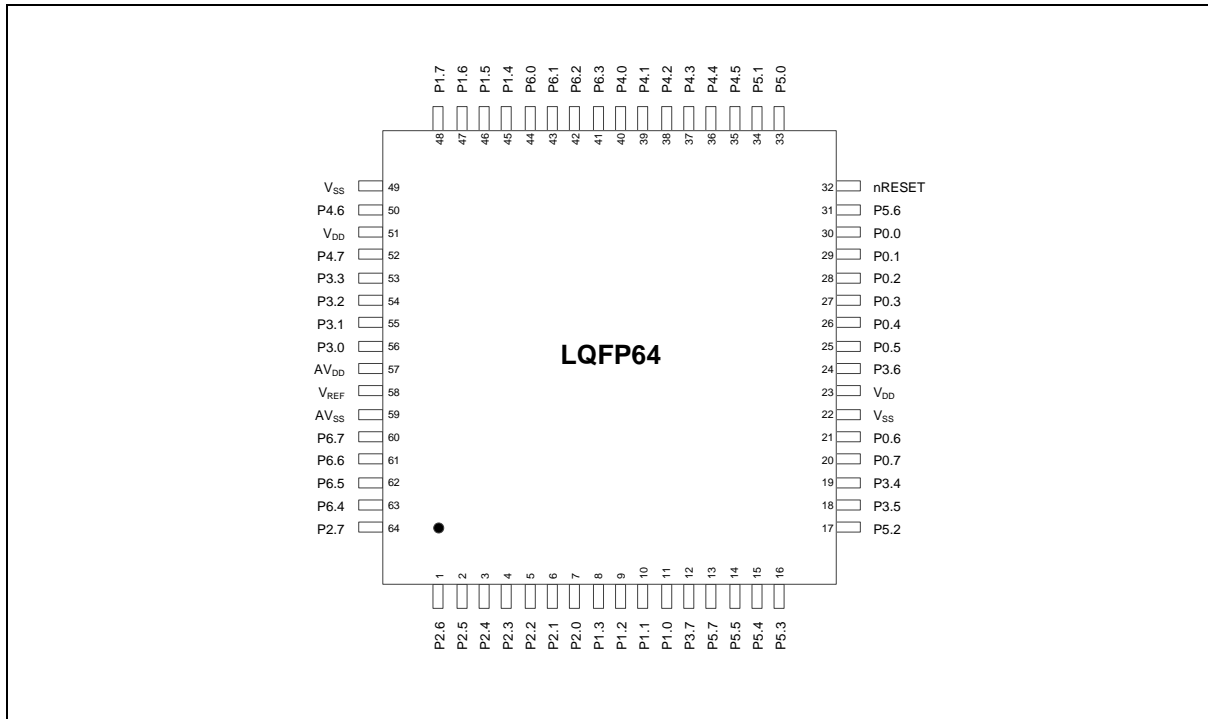 P1.7 P1.6 P1.5 P1.4 P6.0 P6.1 P6.2 P6.3 P4.0 P4.1 P4.2 P4.3 P4.4 P4.5 P5.1 P5.0
48 47 46 45 44 43 42 41 40 39 38 37 36 35 34 33
VSS 49 32 nRESET
P4.6 50 31 P5.6
VDD 51 30 P0.0
P4.7 52 29 P0.1
P3.3 53 28 P0.2
P3.2 54 27 P0.3
P3.1 55 26 P0.4
P3.0 56 25 P0.5
LQFP64
AVDD 57 24 P3.6
VREF 58 23 VDD
AVSS 59 22 VSS
P6.7 60 21 P0.6
P6.6 61 20 P0.7
P6.5 62 19 P3.4
P6.4 63 18 P3.5
P2.7 64 17 P5.2
1 2 3 4 5 6 7 8 9 10 11 12 13 14 15 16
P2.6 P2.5 P2.4 P2.3 P2.2 P2.1 P2.0 P1.3 P1.2 P1.1 P1.0 P3.7 P5.7 P5.5 P5.4 P5.3